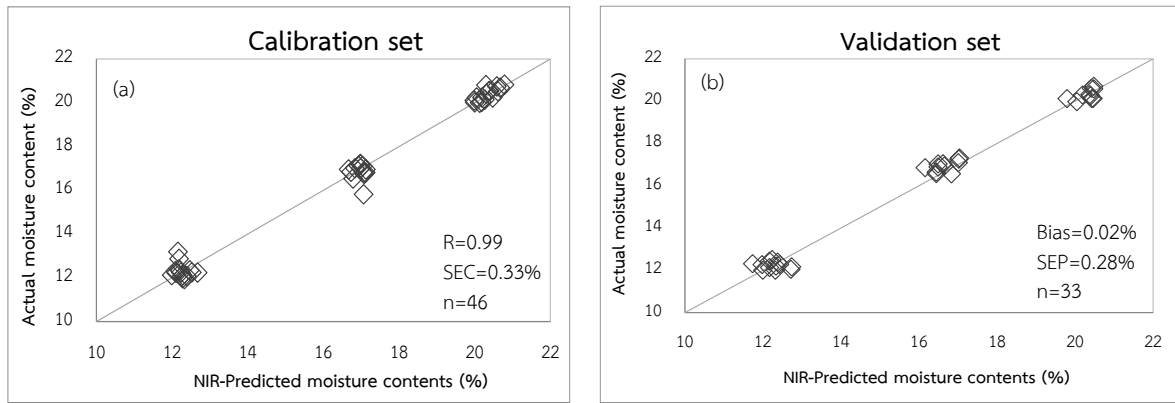 Calibration set
(a)
Actual moisture content (%)
22
20
18
16
14
12
10
R=0.99
SEC=0.33%
n=46
10 12 14 16 18 20 22
NIR-Predicted moisture contents (%)
Validation set
(b)
Actual moisture content (%)
22
20
18
16
14
12
10
Bias=0.02%
SEP=0.28%
n=33
10 12 14 16 18 20 22
NIR-Predicted moisture contents (%)